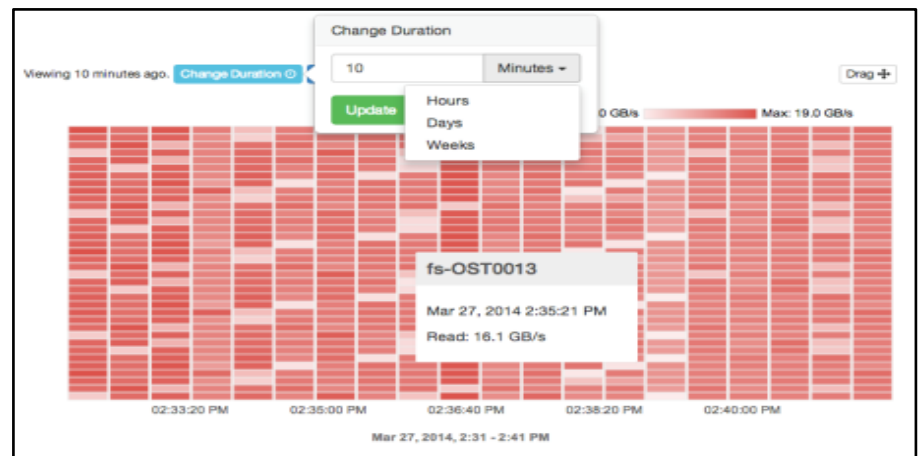 Change Duration
Viewing 10 minutes ago. Change Duration
10 Minutes
Drag
Update
Hours
Days
Weeks
0 GB/s Max: 19.0 GB/s
fs-OST0013
Mar 27, 2014 2:35:21 PM
Read: 16.1 GB/s
02:33:20 PM 02:35:00 PM 02:36:40 PM 02:38:20 PM 02:40:00 PM
Mar 27, 2014, 2:31 - 2:41 PM